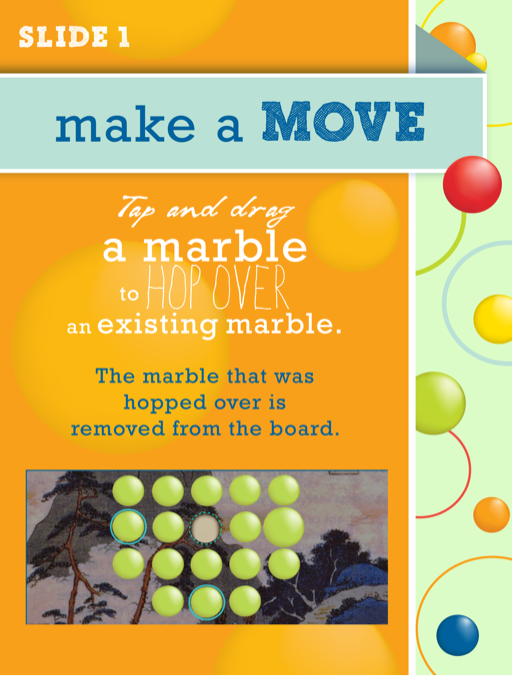 SLIDE 1
make a MOVE
Tap and drag
a marble
to HOP OVER
an existing marble.
The marble that was
hopped over is
removed from the board.